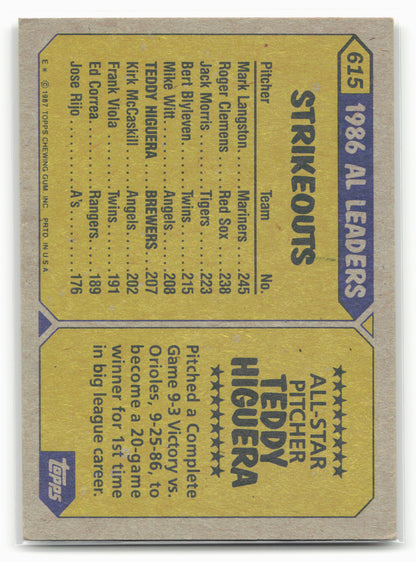 615 1986 AL LEADERS
STRIKEOUTS
Pitcher Team No.
Mark Langston . . . . . Mariners . . . . 245
Roger Clemens . . . . . Red Sox . . . . 238
Jack Morris . . . . . . Tigers . . . . 223
Bert Blyleven . . . . . Twins . . . . 215
Mike Witt . . . . . . . Angels . . . . 208
TEDDY HIGUERA . . . . BREWERS . . . . 207
Kirk McCaskill . . . . . Angels . . . . 202
Frank Viola . . . . . . Twins . . . . 191
Ed Correa . . . . . . . Rangers . . . . 189
Jose Rijo . . . . . . . A's . . . . 176
E* © 1987 TOPPS CHEWING GUM, INC. PRTD. IN U.S.A.
ALL-STAR
PITCHER
TEDDY
HIGUERA
Pitched a Complete
Game 9-3 Victory vs.
Orioles, 9-25-86, to
become a 20-game
winner for 1st time
in big league career.
topps